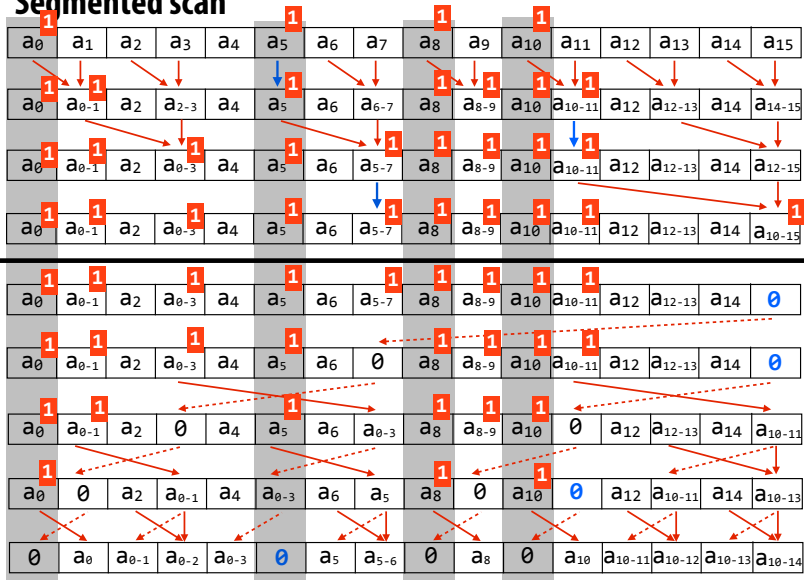 Segmented scan
1 1 1 1
a0 a1 a2 a3 a4 a5 a6 a7 a8 a9 a10 a11 a12 a13 a14 a15
1 1 1 1 1 1 1 1
a0 a0-1 a2 a2-3 a4 a5 a6 a6-7 a8 a8-9 a10 a10-11 a12 a12-13 a14 a14-15
1 1 1 1 1 1 1 1 1
a0 a0-1 a2 a0-3 a4 a5 a6 a5-7 a8 a8-9 a10 a10-11 a12 a12-13 a14 a12-15
1 1 1 1 1 1 1 1 1 1
a0 a0-1 a2 a0-3 a4 a5 a6 a5-7 a8 a8-9 a10 a10-11 a12 a12-13 a14 a10-15
1 1 1 1 1 1 1 1 1
a0 a0-1 a2 a0-3 a4 a5 a6 a5-7 a8 a8-9 a10 a10-11 a12 a12-13 a14 0
1 1 1 1 1 1 1 1
a0 a0-1 a2 a0-3 a4 a5 a6 0 a8 a8-9 a10 a10-11 a12 a12-13 a14 0
1 1 1 1 1 1
a0 a0-1 a2 0 a4 a5 a6 a0-3 a8 a8-9 a10 0 a12 a12-13 a14 a10-11
1 1 1
a0 0 a2 a0-1 a4 a0-3 a6 a5 a8 0 a10 0 a12 a10-11 a14 a10-13
0 a0 a0-1 a0-2 a0-3 0 a5 a5-6 0 a8 0 a10 a10-11 a10-12 a10-13 a10-14